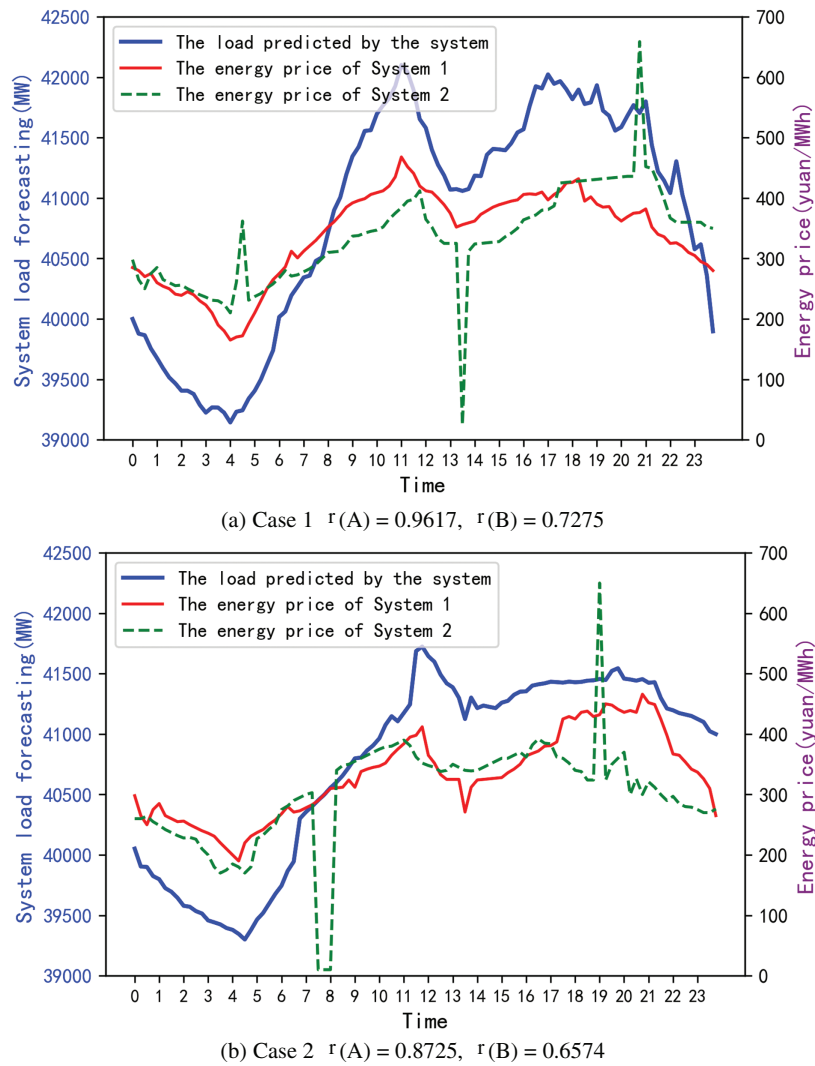 42500
42000
41500
41000
40500
40000
39500
39000
System load forecasting(MW)
The load predicted by the system
The energy price of System 1
The energy price of System 2
700
600
500
400
300
200
100
0
Energy price(yuan/MWh)
0 1 2 3 4 5 6 7 8 9 10 11 12 13 14 15 16 17 18 19 20 21 22 23
Time
(a) Case 1 r(A) = 0.9617, r(B) = 0.7275
42500
42000
41500
41000
40500
40000
39500
39000
System load forecasting(MW)
The load predicted by the system
The energy price of System 1
The energy price of System 2
700
600
500
400
300
200
100
0
Energy price(yuan/MWh)
0 1 2 3 4 5 6 7 8 9 10 11 12 13 14 15 16 17 18 19 20 21 22 23
Time
(b) Case 2 r(A) = 0.8725, r(B) = 0.6574